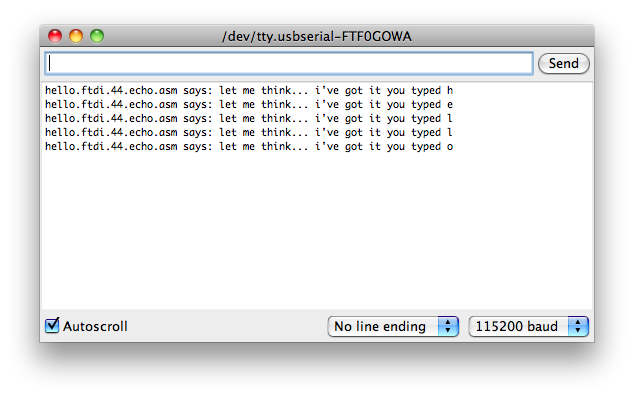 /dev/tty.usbserial-FTF0GOWA
Send
hello.ftdi.44.echo.asm says: let me think... i've got it you typed h
hello.ftdi.44.echo.asm says: let me think... i've got it you typed e
hello.ftdi.44.echo.asm says: let me think... i've got it you typed l
hello.ftdi.44.echo.asm says: let me think... i've got it you typed l
hello.ftdi.44.echo.asm says: let me think... i've got it you typed o
Autoscroll No line ending 115200 baud